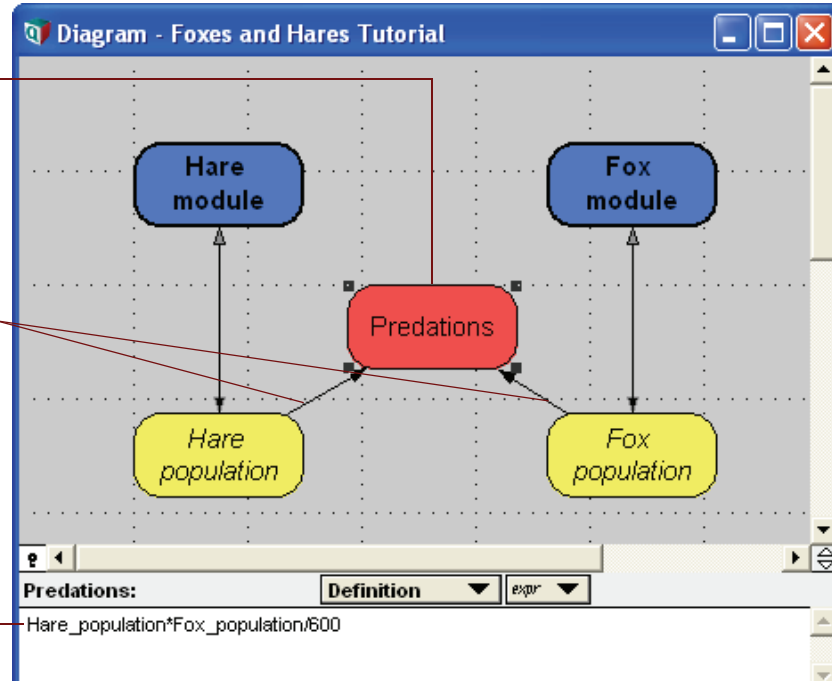 Diagram - Foxes and Hares Tutorial
Hare
module
Fox
module
Predations
Hare
population
Fox
population
Predations:
Definition
expr
Hare_population*Fox_population/600